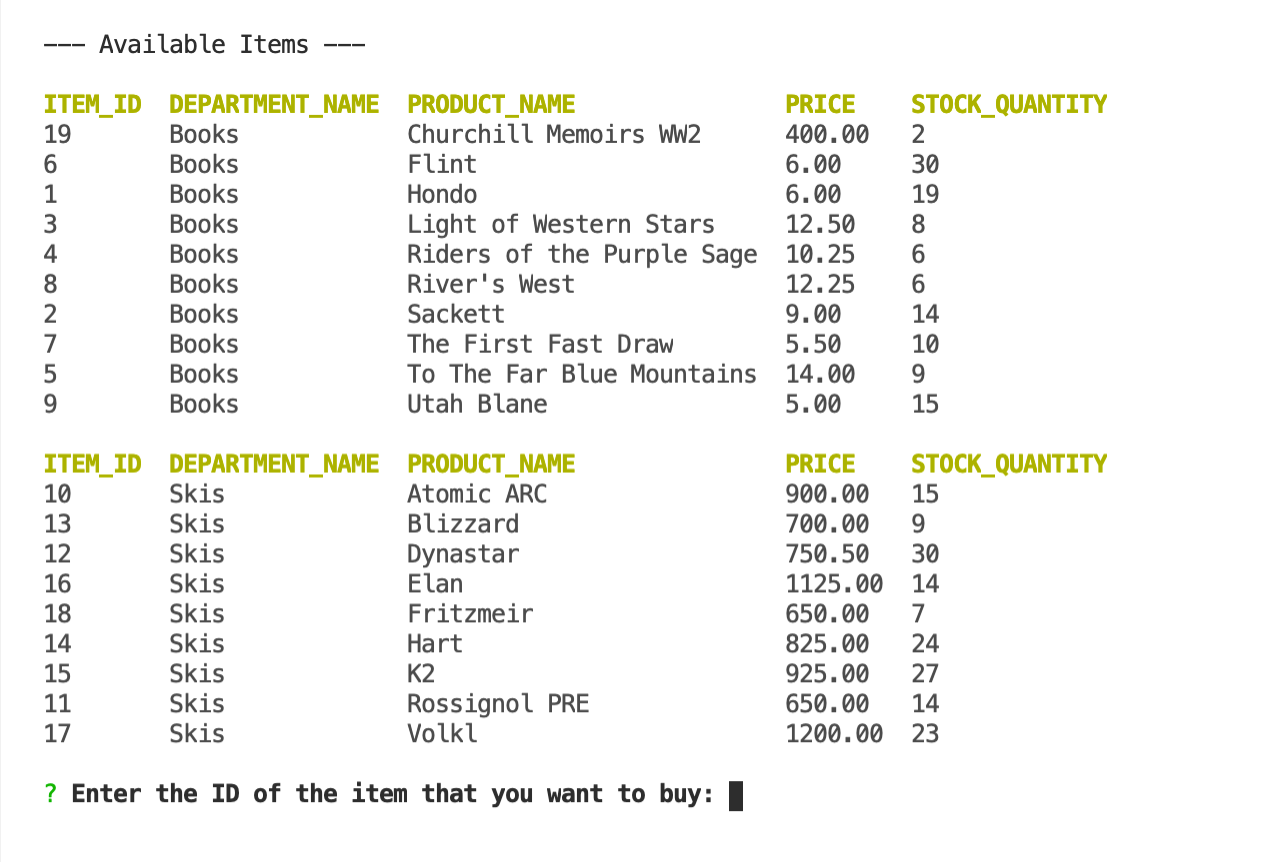 --- Available Items ---
ITEM_ID DEPARTMENT_NAME PRODUCT_NAME PRICE STOCK_QUANTITY
19 Books Churchill Memoirs WW2 400.00 2
6 Books Flint 6.00 30
1 Books Hondo 6.00 19
3 Books Light of Western Stars 12.50 8
4 Books Riders of the Purple Sage 10.25 6
8 Books River's West 12.25 6
2 Books Sackett 9.00 14
7 Books The First Fast Draw 5.50 10
5 Books To The Far Blue Mountains 14.00 9
9 Books Utah Blane 5.00 15
ITEM_ID DEPARTMENT_NAME PRODUCT_NAME PRICE STOCK_QUANTITY
10 Skis Atomic ARC 900.00 15
13 Skis Blizzard 700.00 9
12 Skis Dynastar 750.50 30
16 Skis Elan 1125.00 14
18 Skis Fritzmeir 650.00 7
14 Skis Hart 825.00 24
15 Skis K2 925.00 27
11 Skis Rossignol PRE 650.00 14
17 Skis Volkl 1200.00 23
? Enter the ID of the item that you want to buy: